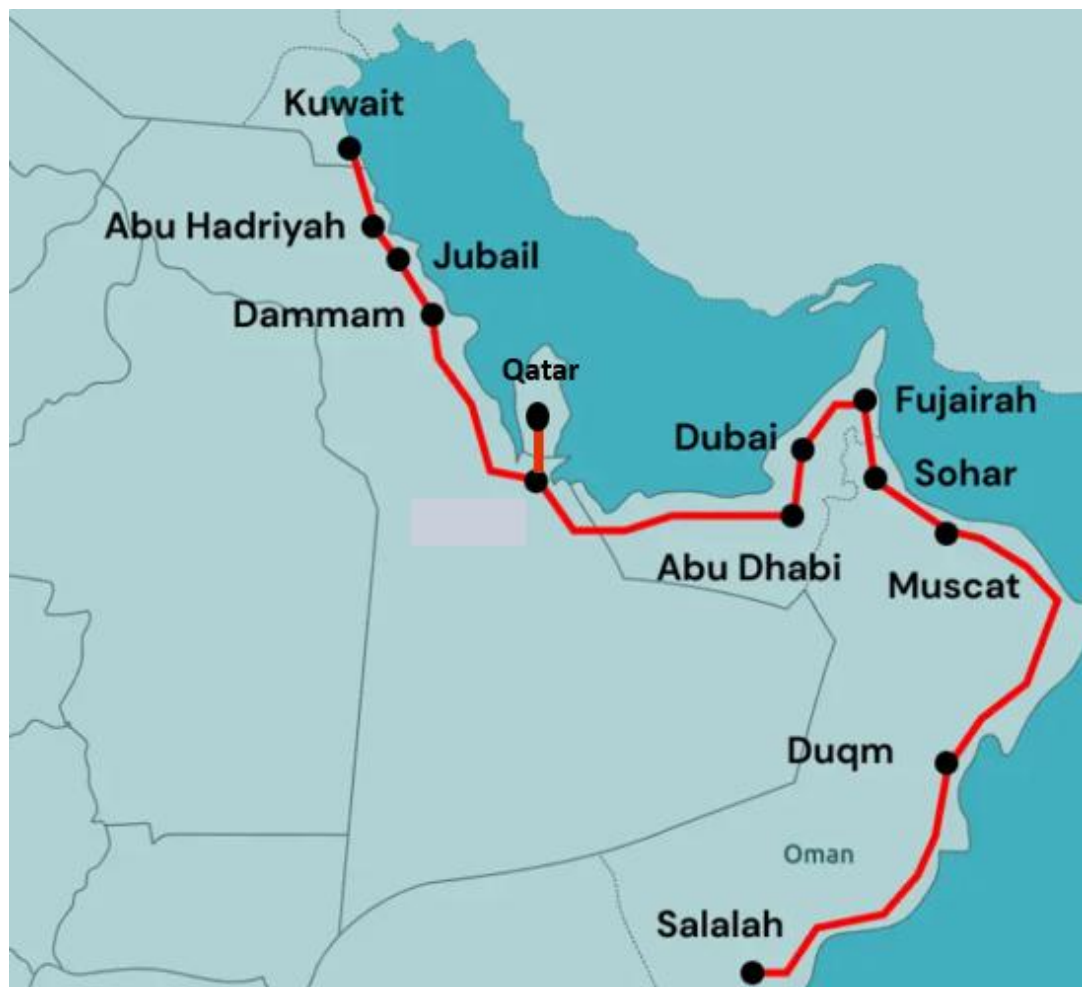 Kuwait
Abu Hadriyah
Jubail
Dammam
Qatar
Fujairah
Dubai
Sohar
Abu Dhabi
Muscat
Duqm
Oman
Salalah